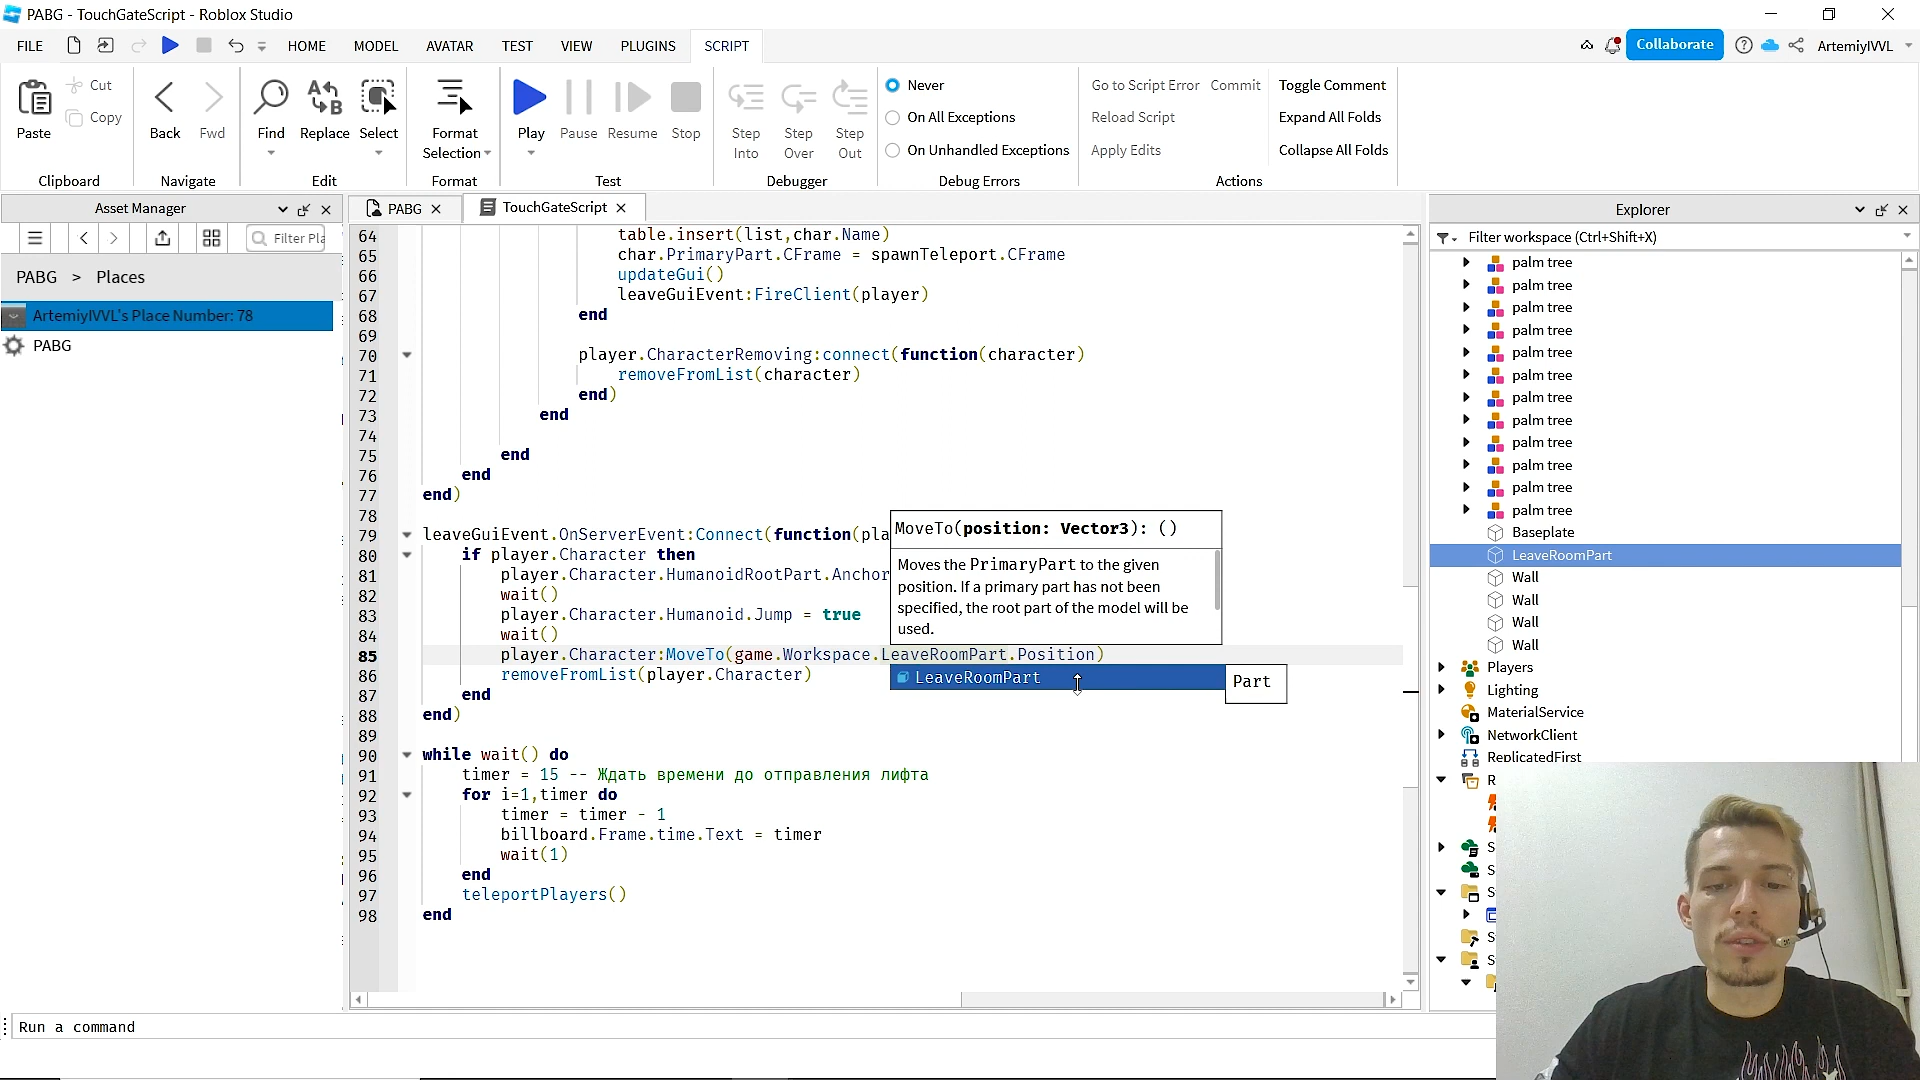 PABG - TouchGateScript - Roblox Studio
FILE
HOME
MODEL
AVATAR
TEST
VIEW
PLUGINS
SCRIPT
Collaborate
ArtemiyIVVL
Paste
Cut
Copy
Clipboard
Back
Fwd
Navigate
Find
Replace
Select
Edit
Format
Selection
Format
Play
Pause
Resume
Stop
Test
Step
Into
Step
Over
Step
Out
Debugger
Never
On All Exceptions
On Unhandled Exceptions
Debug Errors
Go to Script Error
Commit
Reload Script
Apply Edits
Toggle Comment
Expand All Folds
Collapse All Folds
Actions
Asset Manager
Filter Pla
PABG > Places
ArtemiyIVVL's Place Number: 78
PABG
PABG
TouchGateScript
64 table.insert(list,char.Name)
65 char.PrimaryPart.CFrame = spawnTeleport.CFrame
66 updateGui()
67 leaveGuiEvent:FireClient(player)
68 end
69
70 player.CharacterRemoving:connect(function(character)
71 removeFromList(character)
72 end)
73 end
74
75 end
76 end
77 end)
78
79 leaveGuiEvent.OnServerEvent:Connect(function(pla
80 if player.Character then
81 player.Character.HumanoidRootPart.Anchor
82 wait()
83 player.Character.Humanoid.Jump = true
84 wait()
85 player.Character:MoveTo(game.Workspace.LeaveRoomPart.Position)
86 removeFromList(player.Character)
87 end
88 end)
89
90 while wait() do
91 timer = 15 -- Ждать времени до отправления лифта
92 for i=1,timer do
93 timer = timer - 1
94 billboard.Frame.time.Text = timer
95 wait(1)
96 end
97 teleportPlayers()
98 end
MoveTo(position: Vector3): ()
Moves the PrimaryPart to the given
position. If a primary part has not been
specified, the root part of the model will be
used.
LeaveRoomPart
Part
Explorer
Filter workspace (Ctrl+Shift+X)
palm tree
palm tree
palm tree
palm tree
palm tree
palm tree
palm tree
palm tree
palm tree
palm tree
palm tree
palm tree
Baseplate
LeaveRoomPart
Wall
Wall
Wall
Wall
Players
Lighting
MaterialService
NetworkClient
ReplicatedFirst
R
S
S
S
S
S
Run a command